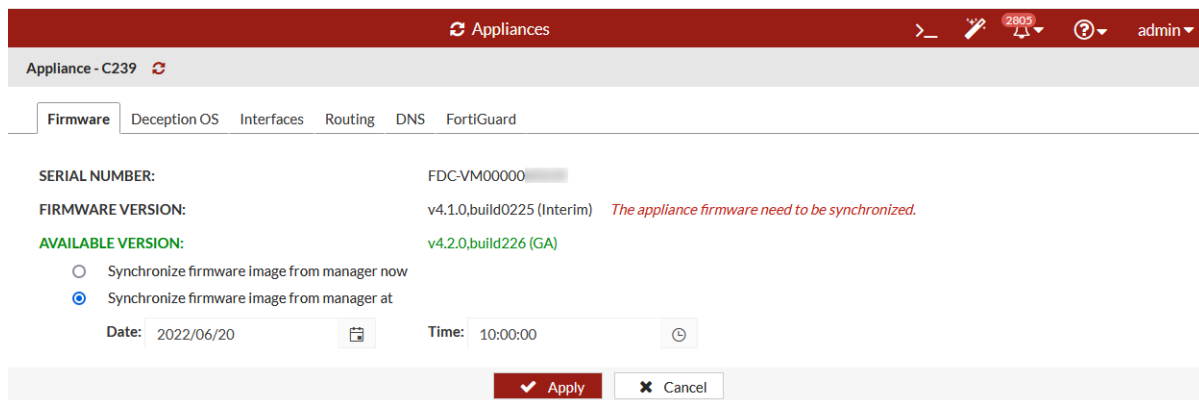 Appliances
2805
admin
Appliance - C239
Firmware Deception OS Interfaces Routing DNS FortiGuard
SERIAL NUMBER: FDC-VM00000
FIRMWARE VERSION: v4.1.0,build0225 (Interim) The appliance firmware need to be synchronized.
AVAILABLE VERSION: v4.2.0,build226 (GA)
Synchronize firmware image from manager now
Synchronize firmware image from manager at
Date: 2022/06/20 Time: 10:00:00
Apply Cancel